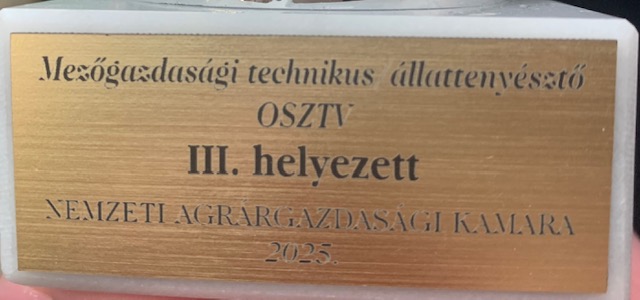 Mezőgazdasági technikus állattenyésztő
OSZTV
III. helyezett
NEMZETI AGRÁRGAZDASÁGI KAMARA
2025.